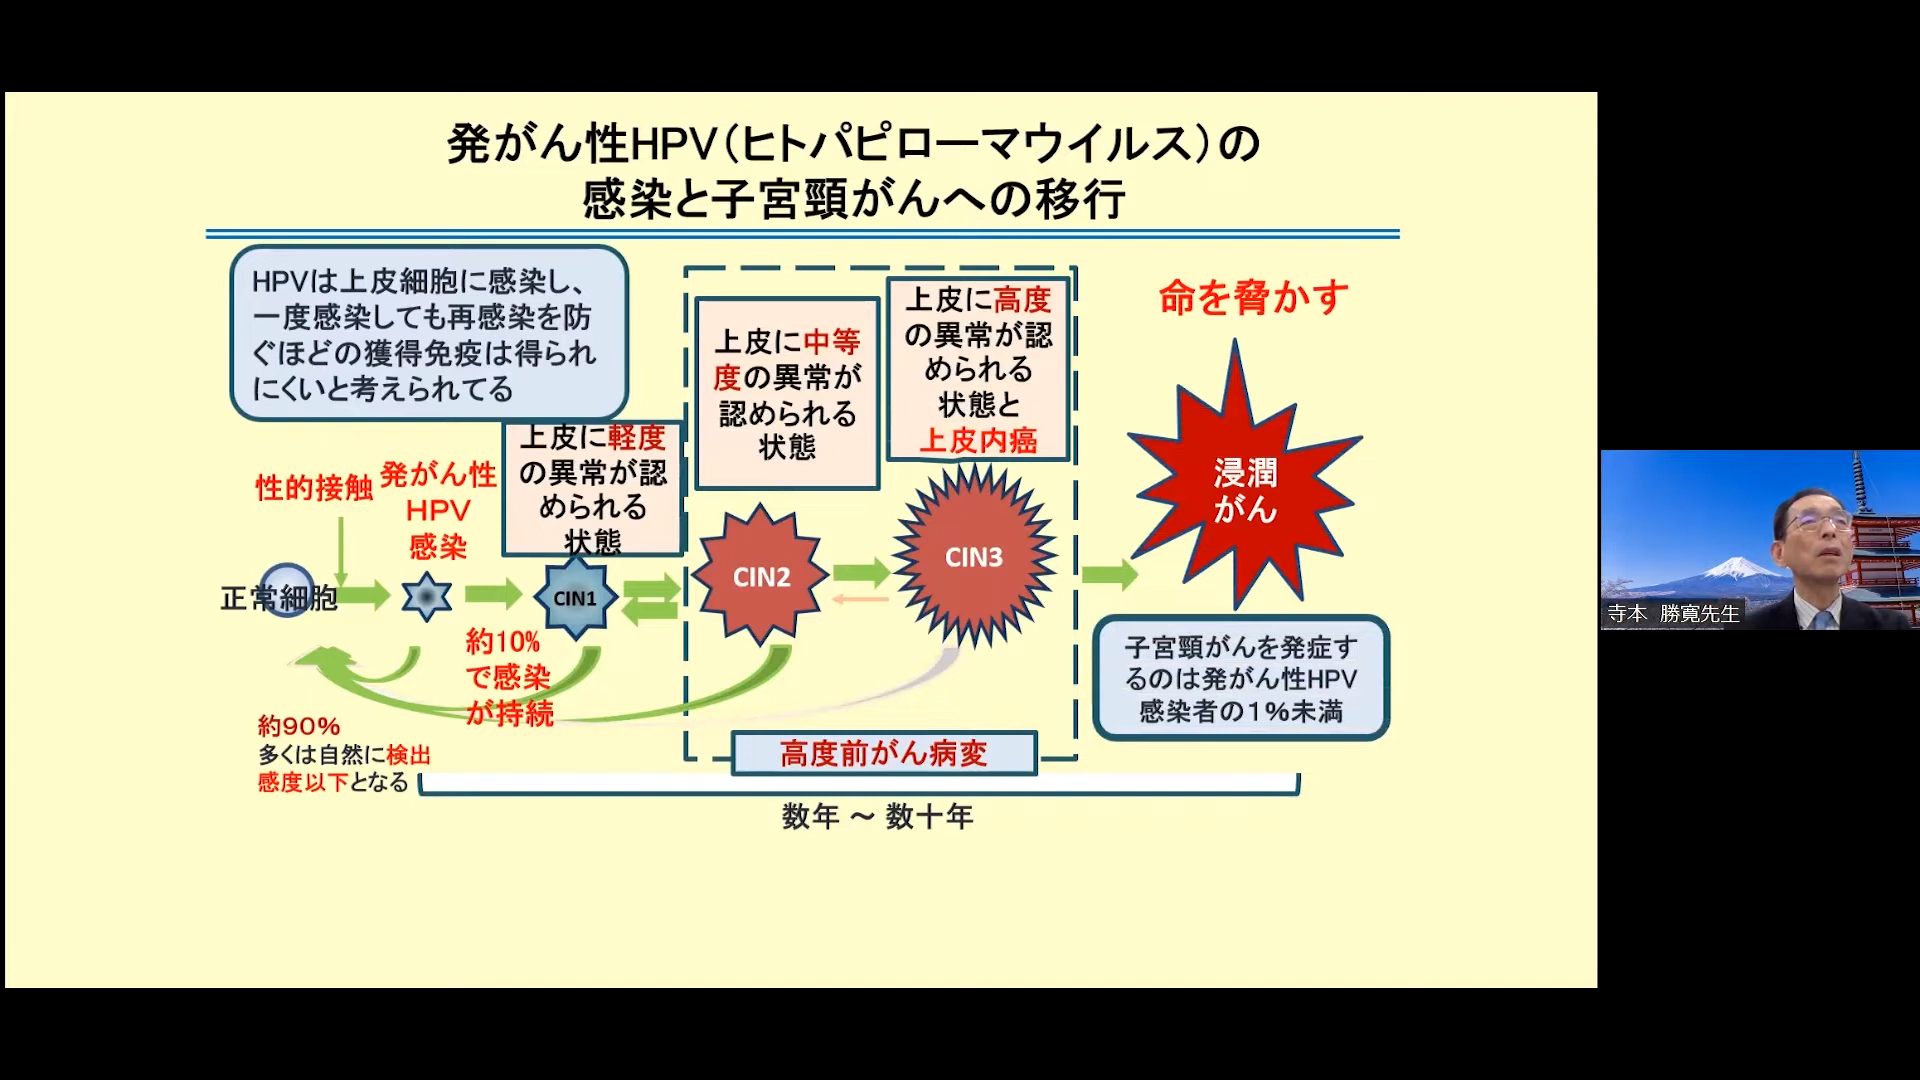 発がん性HPV（ヒトパピローマウイルス）の
感染と子宮頸がんへの移行
HPVは上皮細胞に感染し、
一度感染しても再感染を防
ぐほどの獲得免疫は得られ
にくいと考えられてる
上皮に軽度
の異常が認
められる
状態
上皮に中等
度の異常が
認められる
状態
上皮に高度
の異常が認
められる
状態と
上皮内癌
命を脅かす
性的接触
発がん性
HPV
感染
正常細胞
CIN1
CIN2
CIN3
浸潤
がん
約10%
で感染
が持続
約90%
多くは自然に検出
感度以下となる
高度前がん病変
子宮頸がんを発症す
るのは発がん性HPV
感染者の1%未満
数年 ～ 数十年
寺本 勝寛先生